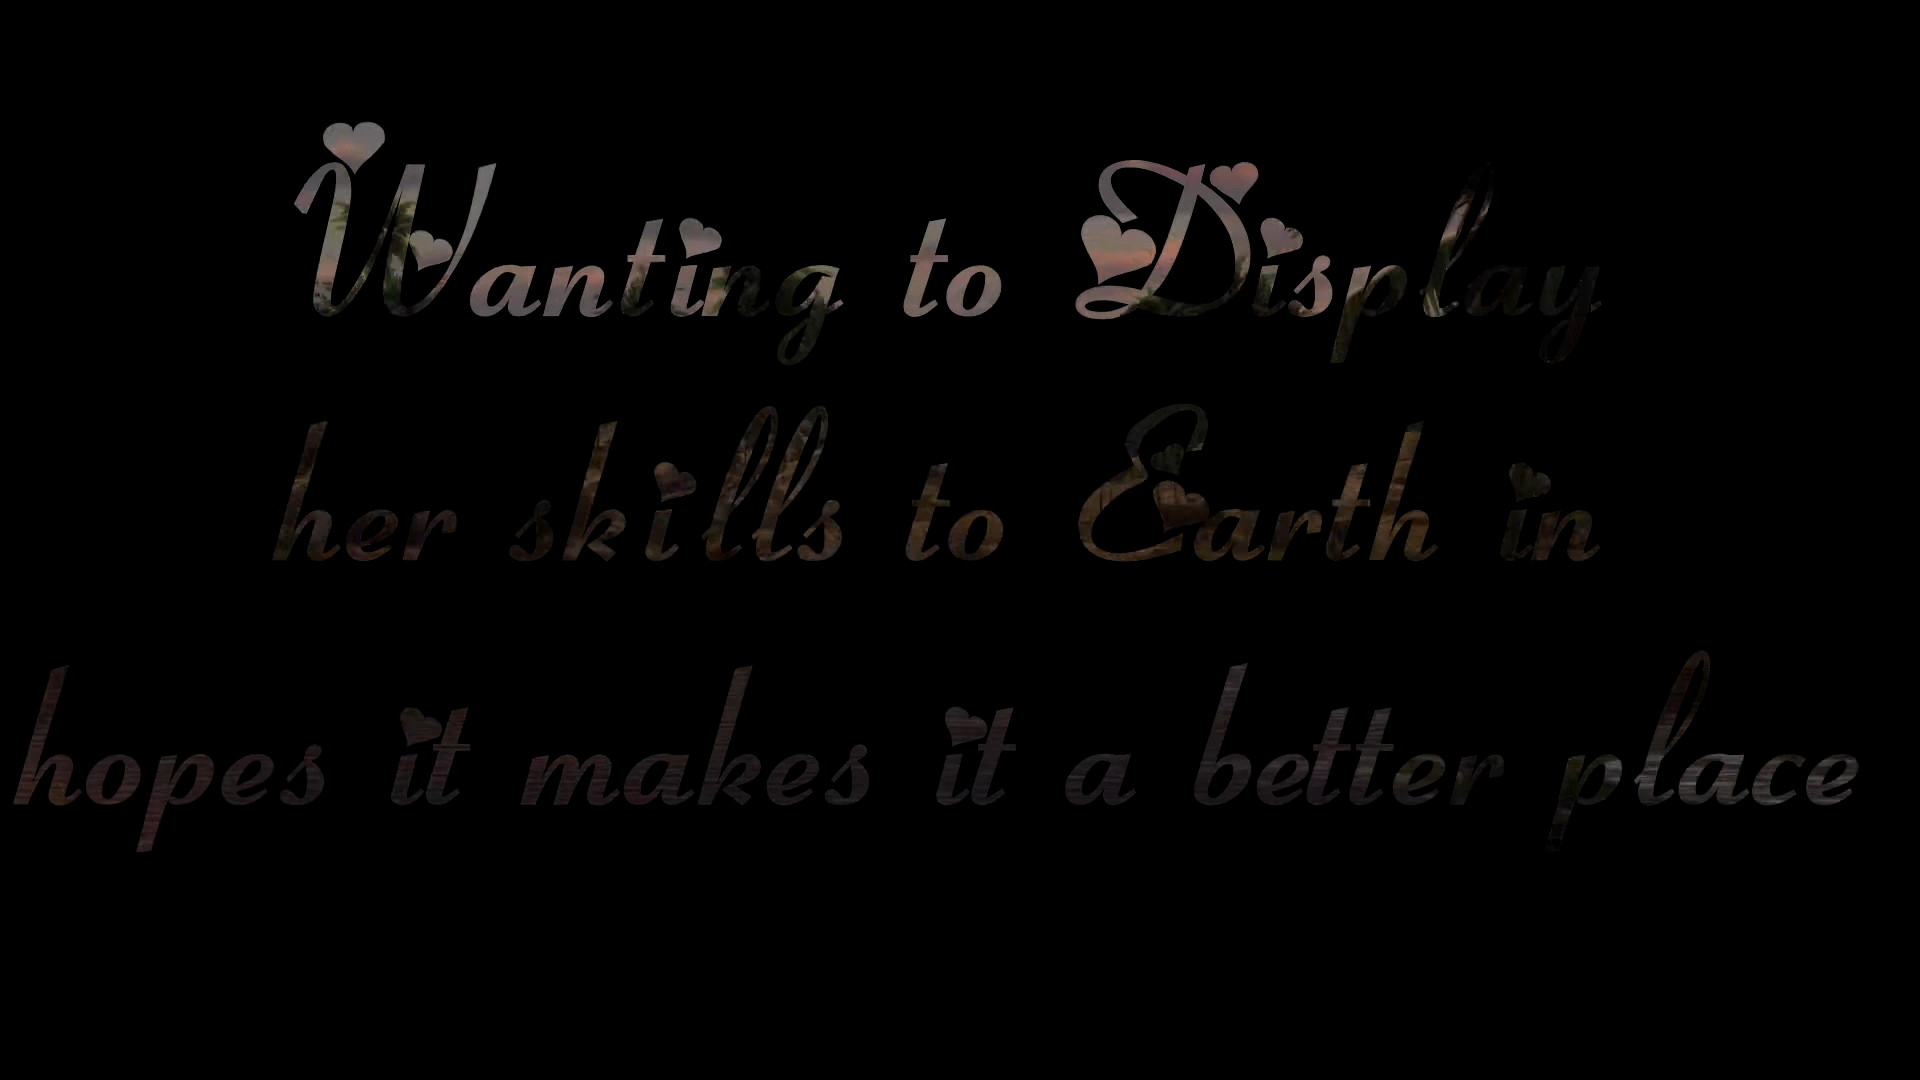 Wanting to Display
her skills to Earth in
hopes it makes it a better place